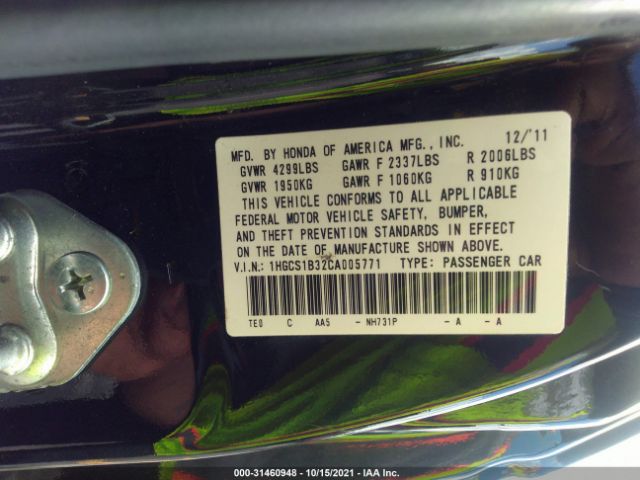 MFD. BY HONDA OF AMERICA MFG., INC. 12/'11
GVWR 4299LBS GAWR F 2337LBS R 2006LBS
GVWR 1950KG GAWR F 1060KG R 910KG
THIS VEHICLE CONFORMS TO ALL APPLICABLE
FEDERAL MOTOR VEHICLE SAFETY, BUMPER,
AND THEFT PREVENTION STANDARDS IN EFFECT
ON THE DATE OF MANUFACTURE SHOWN ABOVE.
V.I.N.: 1HGCS1B32CA005771 TYPE: PASSENGER CAR
TE0 C AA5 - NH731P - A - A
000-31460948 - 10/15/2021 - IAA Inc.